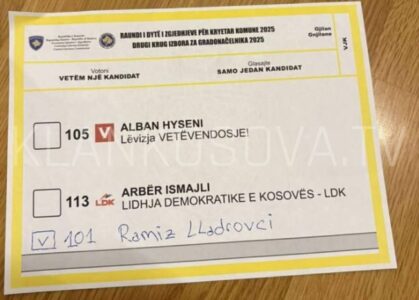 RAUNDI I DYTË I ZGJEDHJEVE PËR KRYETAR KOMUNE 2025
DRUGI KRUG IZBORA ZA GRADONAČELNIKA 2025
Gjilan
Gnjilane
VJK
Votoni
VETËM NJË KANDIDAT
Glasajte
SAMO JEDAN KANDIDAT
105 V ALBAN HYSENI
Lëvizja VETËVENDOSJE!
KLANKOSOVA.TV
113 LDK ARBËR ISMAJLI
LIDHJA DEMOKRATIKE E KOSOVËS - LDK
101 Ramiz LLadrovci